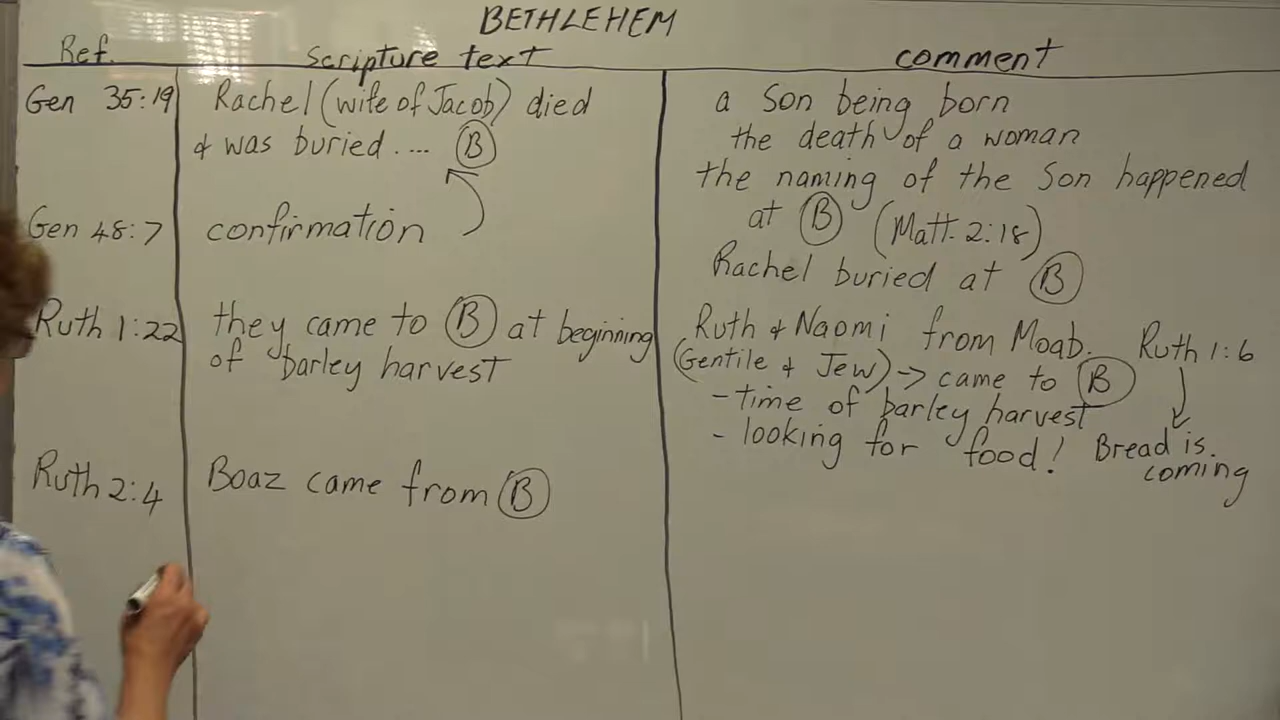 BETHLEHEM
Ref. Scripture text comment
Gen 35:19 Rachel (wife of Jacob) died
& was buried .... B
a Son being born
the death of a woman
the naming of the Son happened
at B (Matt. 2:18)
Gen 48:7 confirmation
Rachel buried at B
Ruth 1:22 they came to B at beginning
of barley harvest
Ruth & Naomi from Moab. Ruth 1:6
(Gentile & Jew) -> came to B
- time of barley harvest
- looking for food! Bread is.
coming
Ruth 2:4 Boaz came from B